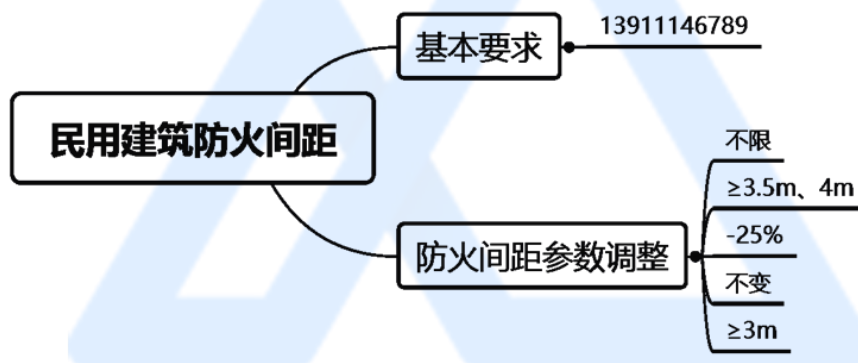 民用建筑防火间距
基本要求
13911146789
防火间距参数调整
不限
≥3.5m、4m
-25%
不变
≥3m